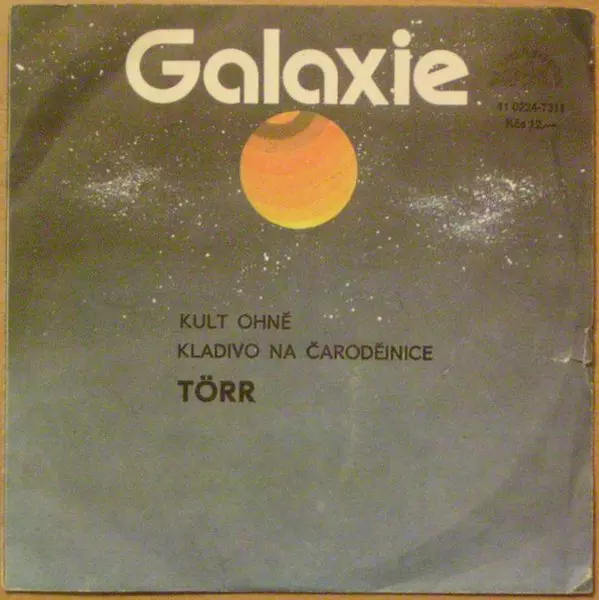 Galaxie
11 0224-7311
Kčs 12,—
KULT OHNĚ
KLADIVO NA ČARODĚJNICE
TÖRR